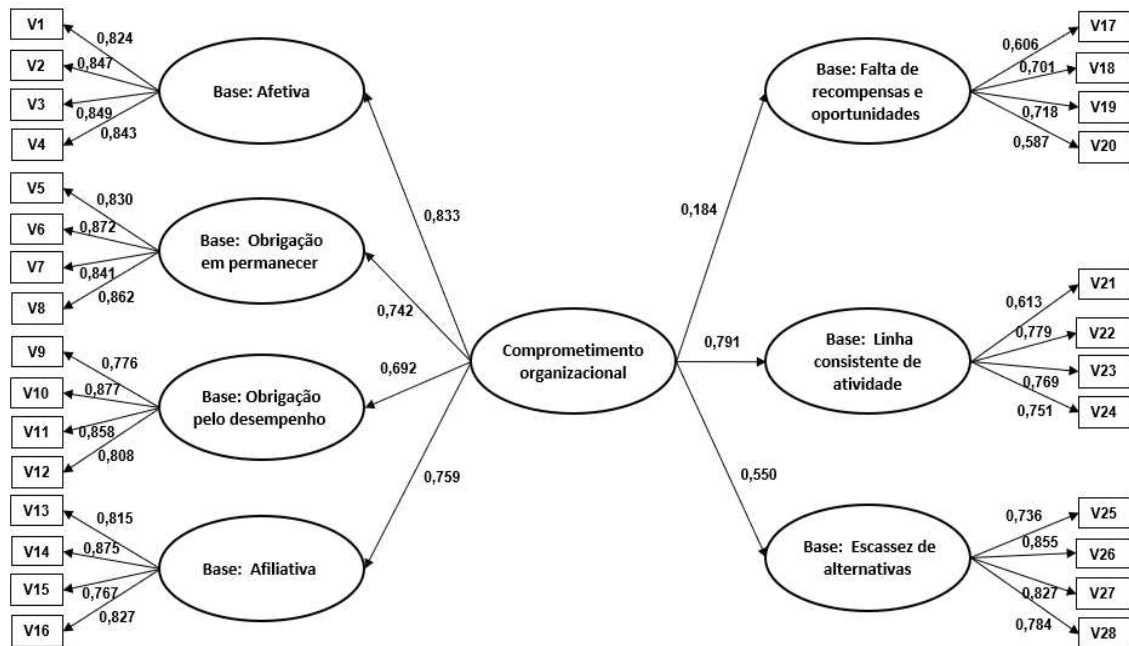 V1
V2
V3
V4
0,824
0,847
0,849
0,843
Base: Afetiva
V5
V6
V7
V8
0,830
0,872
0,841
0,862
Base: Obrigação
em permanecer
V9
V10
V11
V12
0,776
0,877
0,858
0,808
Base: Obrigação
pelo desempenho
V13
V14
V15
V16
0,815
0,875
0,767
0,827
Base: Afiliativa
0,833
0,742
0,692
0,759
Comprometimento
organizacional
0,184
0,791
0,550
Base: Falta de
recompensas e
oportunidades
0,606
0,701
0,718
0,587
V17
V18
V19
V20
Base: Linha
consistente de
atividade
0,613
0,779
0,769
0,751
V21
V22
V23
V24
Base: Escassez de
alternativas
0,736
0,855
0,827
0,784
V25
V26
V27
V28